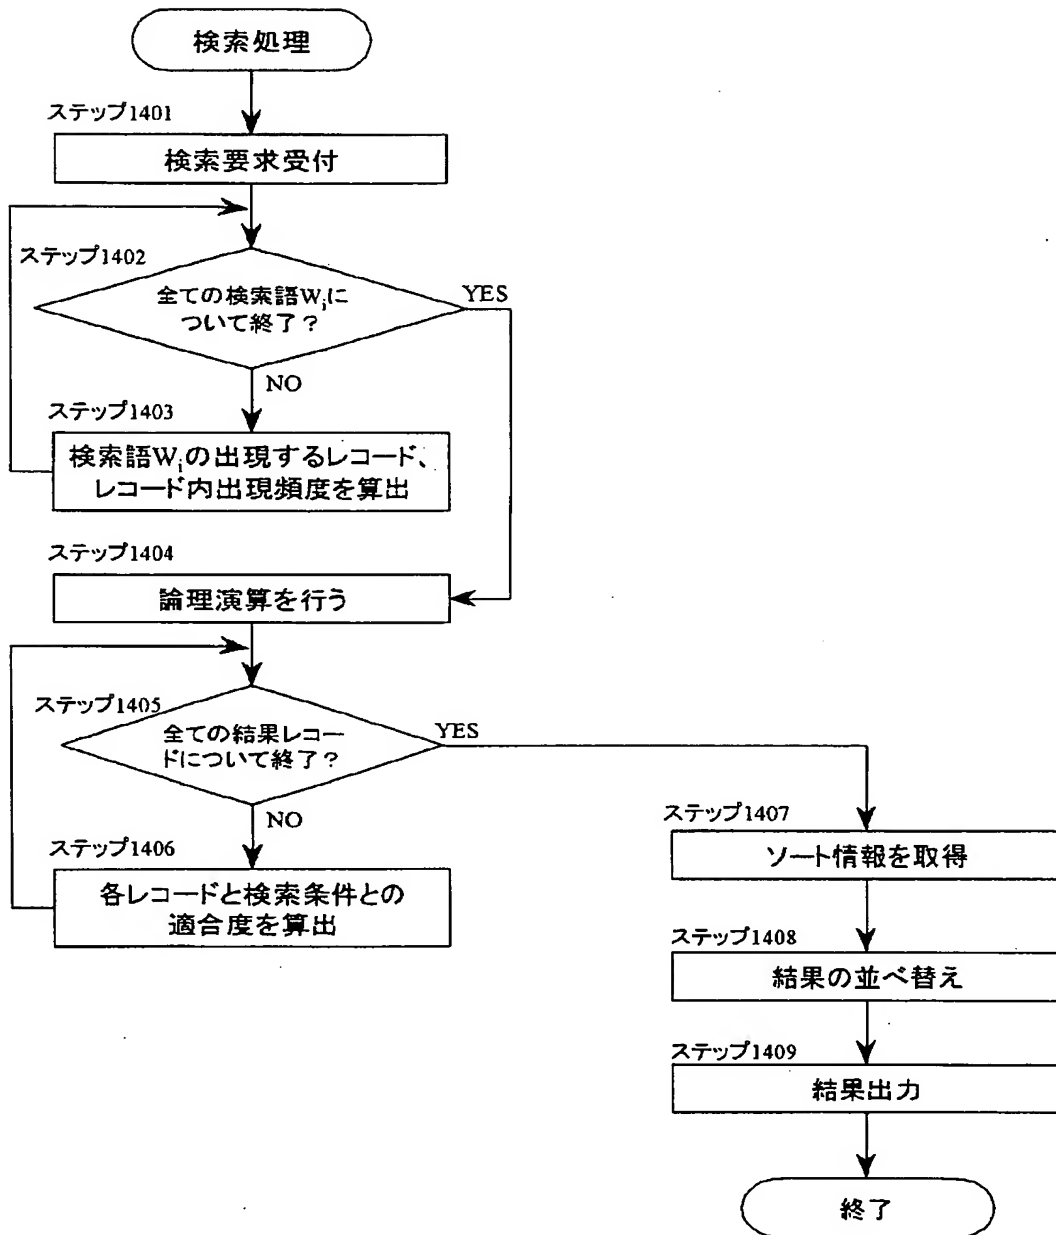 検索処理
ステップ1401
検索要求受付
ステップ1402
全ての検索語Wiに
ついて終了？
YES
NO
ステップ1403
検索語Wiの出現するレコード、
レコード内出現頻度を算出
ステップ1404
論理演算を行う
ステップ1405
全ての結果レコー
ドについて終了？
YES
NO
ステップ1406
各レコードと検索条件との
適合度を算出
ステップ1407
ソート情報を取得
ステップ1408
結果の並べ替え
ステップ1409
結果出力
終了